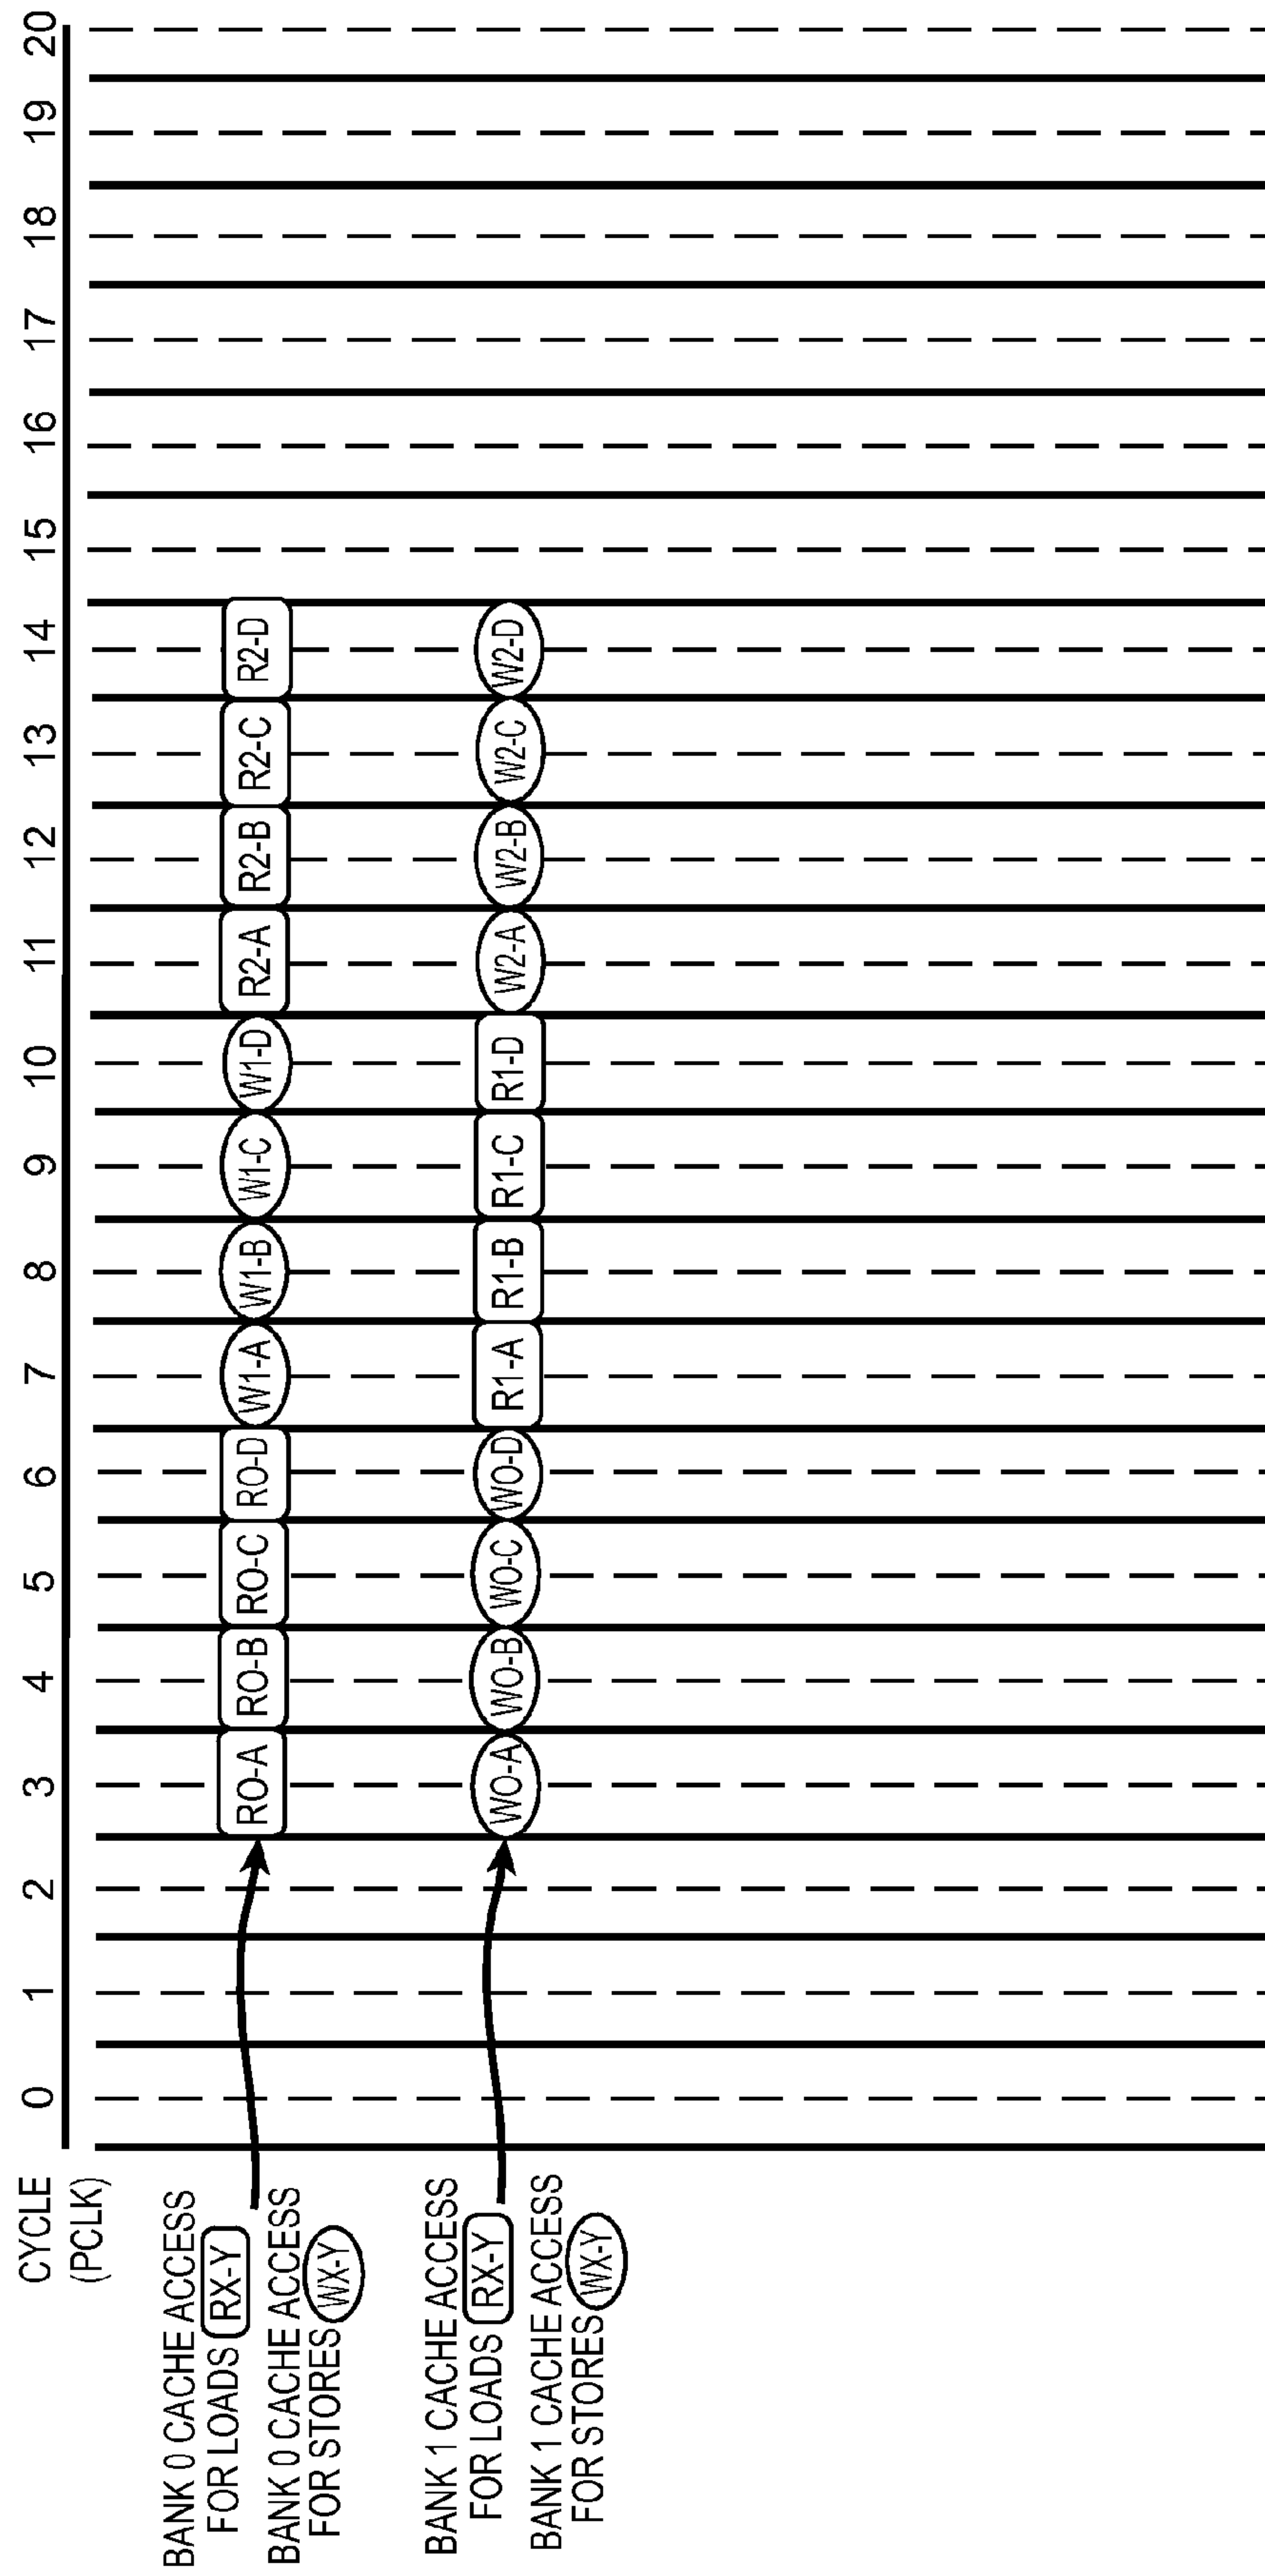 CYCLE 0 1 2 3 4 5 6 7 8 9 10 11 12 13 14 15 16 17 18 19 20
(PCLK)
BANK 0 CACHE ACCESS
FOR LOADS RX-Y
BANK 0 CACHE ACCESS
FOR STORES WX-Y
RO-A RO-B RO-C RO-D W1-A W1-B W1-C W1-D R2-A R2-B R2-C R2-D
BANK 1 CACHE ACCESS
FOR LOADS RX-Y
BANK 1 CACHE ACCESS
FOR STORES WX-Y
WO-A WO-B WO-C WO-D R1-A R1-B R1-C R1-D W2-A W2-B W2-C W2-D